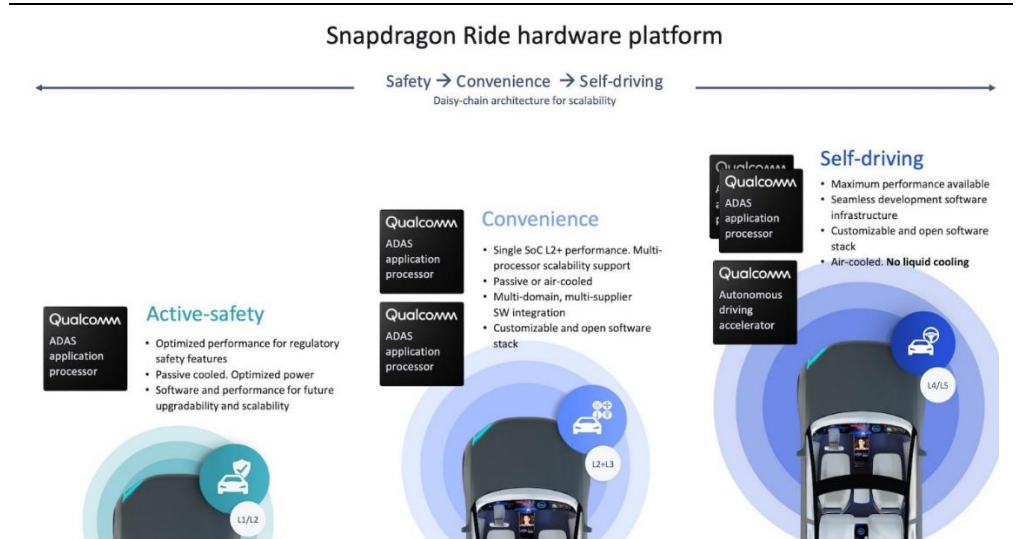 Snapdragon Ride hardware platform
Safety → Convenience → Self-driving
Daisy-chain architecture for scalability
Qualcomm
ADAS
application
processor
Active-safety
• Optimized performance for regulatory
safety features
• Passive cooled. Optimized power
• Software and performance for future
upgradability and scalability
L1/L2
Qualcomm
ADAS
application
processor
Qualcomm
ADAS
application
processor
Convenience
• Single SoC L2+ performance. Multi-
processor scalability support
• Passive or air-cooled
• Multi-domain, multi-supplier
SW integration
• Customizable and open software
stack
L2+L3
Qualcomm
Qualcomm
ADAS
application
processor
Qualcomm
Autonomous
driving
accelerator
Self-driving
• Maximum performance available
• Seamless development software
infrastructure
• Customizable and open software
stack
• Air-cooled. No liquid cooling
L4/L5